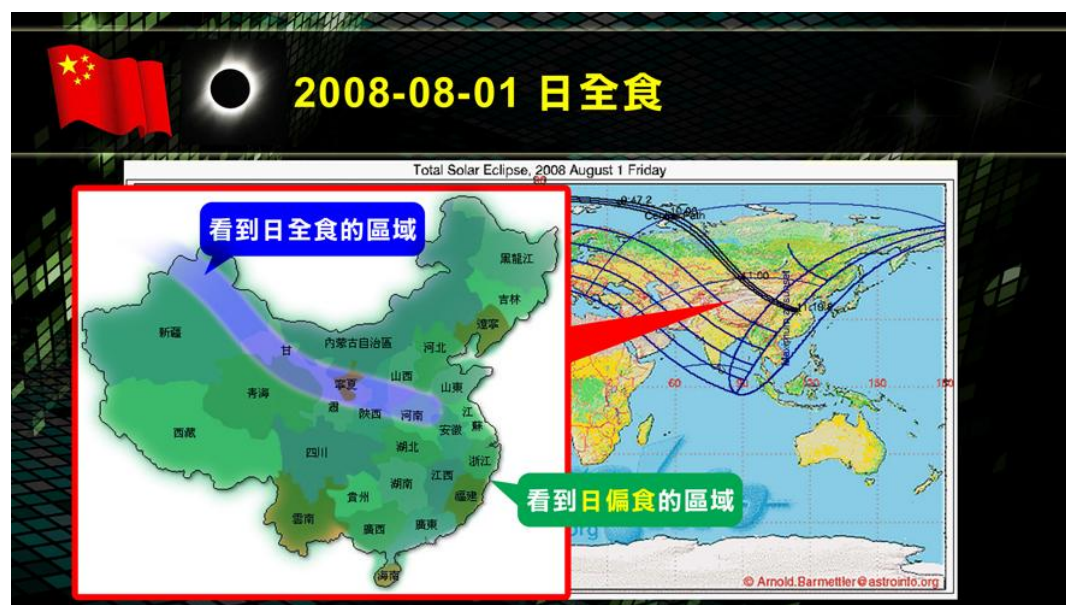 2008-08-01 日全食
Total Solar Eclipse, 2008 August 1 Friday
看到日全食的區域
黑龍江
吉林
遼寧
新疆
甘
內蒙古自治區
河北
寧夏
山西
山東
青海
肅
陝西
河南
江
蘇
安徽
西藏
四川
湖北
浙江
江西
湖南
貴州
福建
雲南
廣西
廣東
海南
看到日偏食的區域
11:00
60
150
180
© Arnold.Barmettler@astroinfo.org